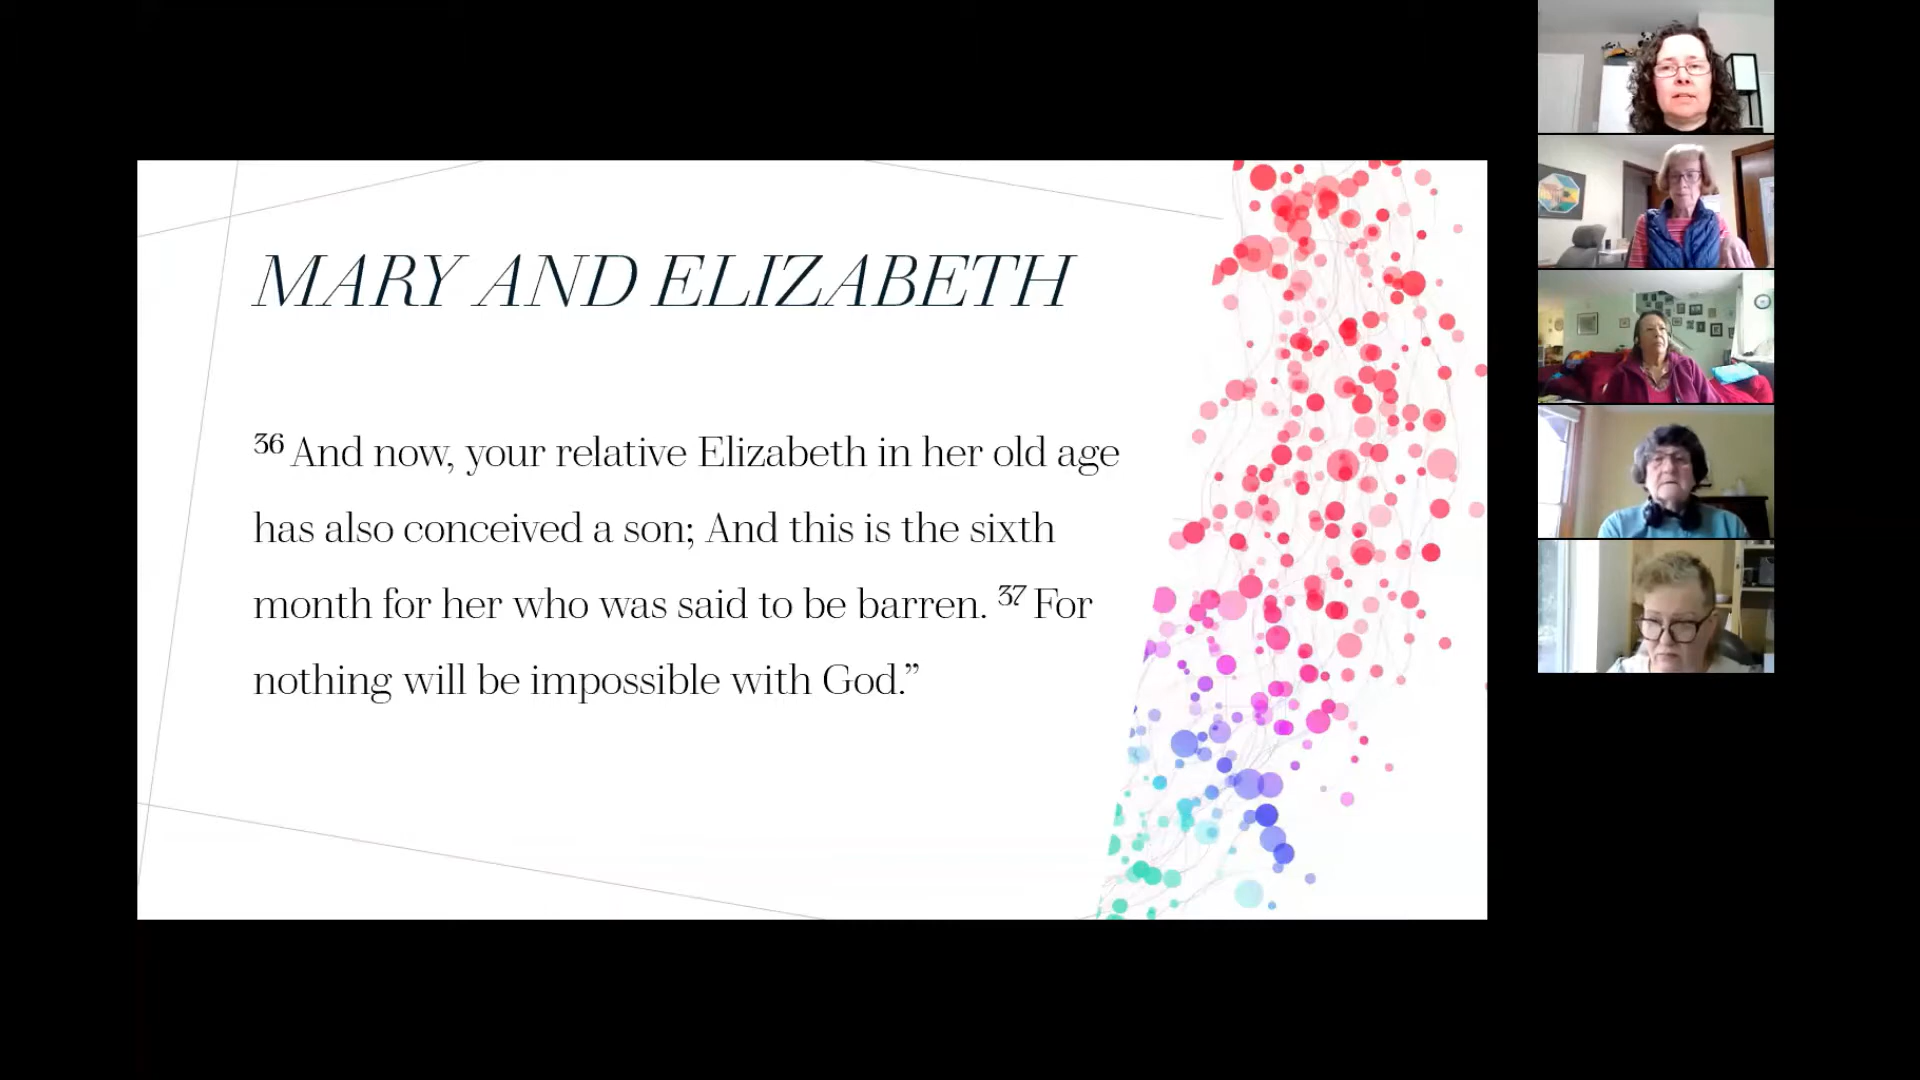 MARY AND ELIZABETH
36 And now, your relative Elizabeth in her old age
has also conceived a son; And this is the sixth
month for her who was said to be barren. 37 For
nothing will be impossible with God.”